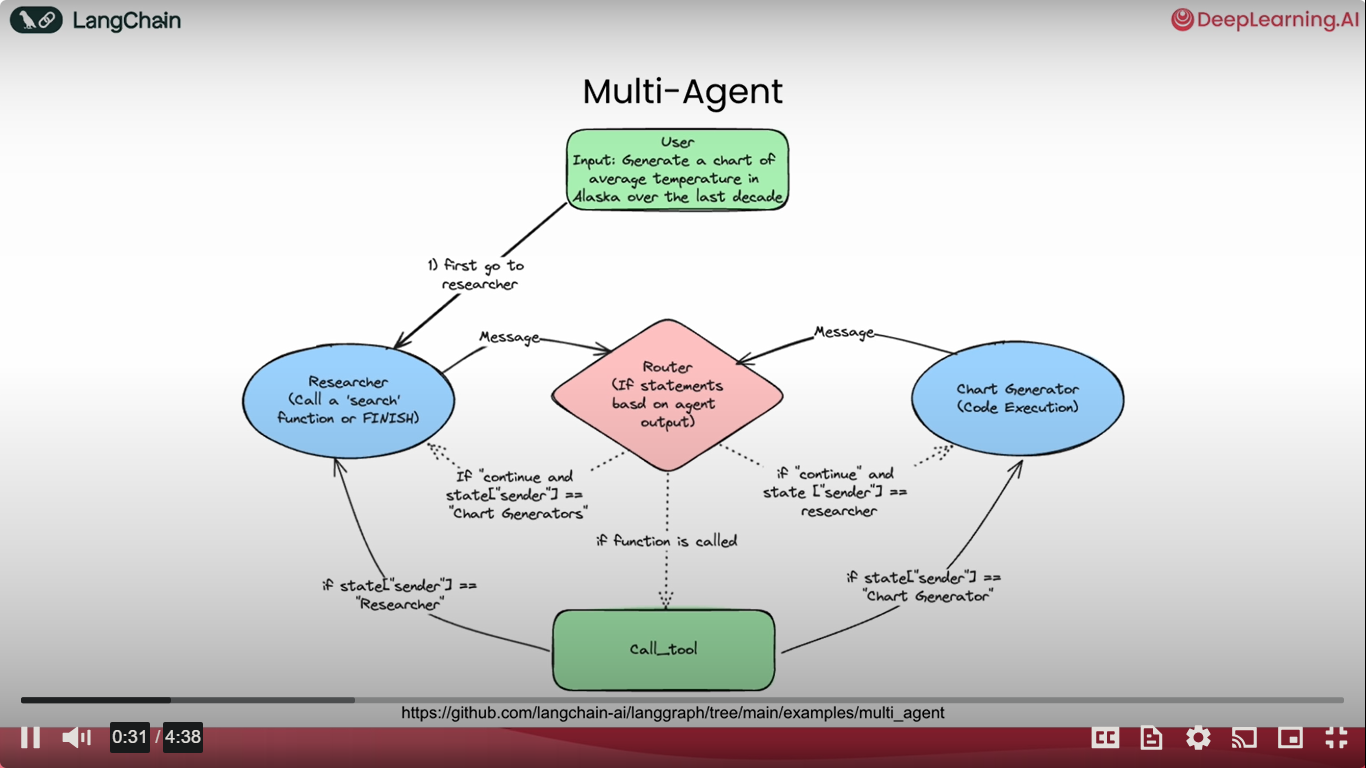 LangChain
DeepLearning.AI
Multi-Agent
User
Input: Generate a chart of
average temperature in
Alaska over the last decade
1) first go to
researcher
Message
Message
Researcher
(Call a 'search'
function or FINISH)
Router
(If statements
basd on agent
output)
Chart Generator
(Code Execution)
If "continue and
state["sender"] ==
"Chart Generators"
if "continue" and
state ["sender"] ==
researcher
if function is called
if state["sender"] ==
"Researcher"
if state["sender"] ==
"Chart Generator"
Call_tool
https://github.com/langchain-ai/langgraph/tree/main/examples/multi_agent
0:31 / 4:38
CC